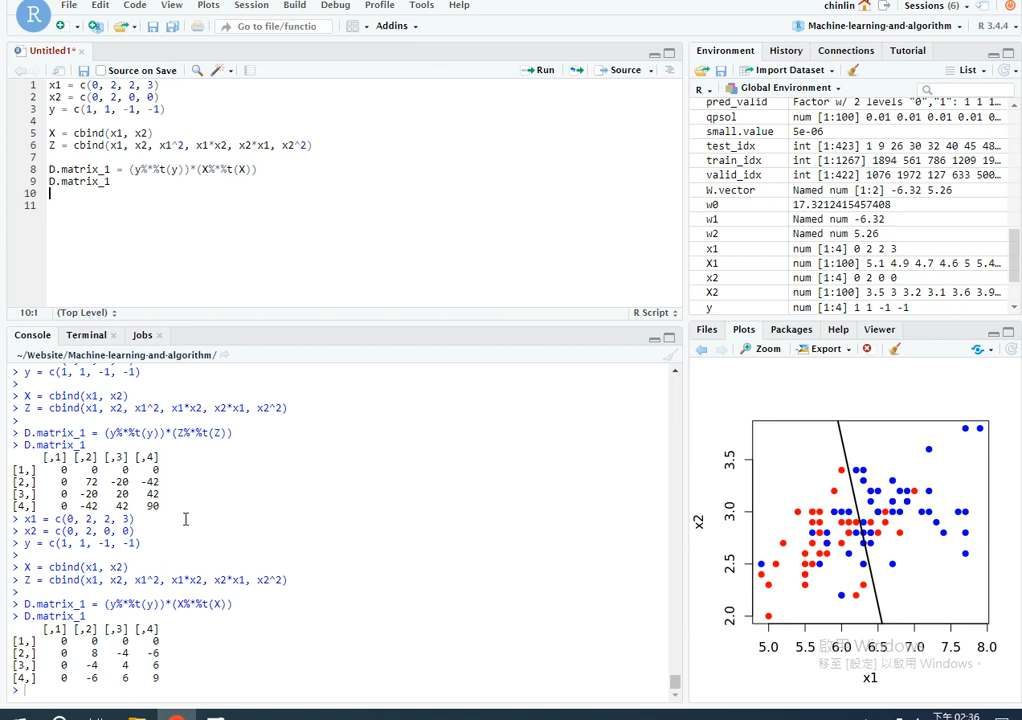 File Edit Code View Plots Session Build Debug Profile Tools Help
chinlin Sessions (6)
R
Go to file/functio Addins
Machine-learning-and-algorithm R 3.4.4
Untitled1*
Source on Save Run Source
1 x1 = c(0, 2, 2, 3)
2 x2 = c(0, 2, 0, 0)
3 y = c(1, 1, -1, -1)
4
5 X = cbind(x1, x2)
6 Z = cbind(x1, x2, x1^2, x1*x2, x2*x1, x2^2)
7
8 D.matrix_1 = (y%*%t(y))*(X%*%t(X))
9 D.matrix_1
10
11
10:1 (Top Level) R Script
Console Terminal Jobs
~/Website/Machine-learning-and-algorithm/
> y = c(1, 1, -1, -1)
>
> X = cbind(x1, x2)
> Z = cbind(x1, x2, x1^2, x1*x2, x2*x1, x2^2)
>
> D.matrix_1 = (y%*%t(y))*(Z%*%t(Z))
> D.matrix_1
[,1] [,2] [,3] [,4]
[1,] 0 0 0 0
[2,] 0 72 -20 -42
[3,] 0 -20 20 42
[4,] 0 -42 42 90
> x1 = c(0, 2, 2, 3)
> x2 = c(0, 2, 0, 0)
> y = c(1, 1, -1, -1)
>
> X = cbind(x1, x2)
> Z = cbind(x1, x2, x1^2, x1*x2, x2*x1, x2^2)
>
> D.matrix_1 = (y%*%t(y))*(X%*%t(X))
> D.matrix_1
[,1] [,2] [,3] [,4]
[1,] 0 0 0 0
[2,] 0 8 -4 -6
[3,] 0 -4 4 6
[4,] 0 -6 6 9
>
Environment History Connections Tutorial
Import Dataset List
R Global Environment
pred_valid Factor w/ 2 levels "0","1": 1 1 1…
qpsol num [1:100] 0.01 0.01 0.01 0.01 0…
small.value 5e-06
test_idx int [1:423] 1 9 26 30 32 40 45 48…
train_idx int [1:1267] 1894 561 786 1209 19…
valid_idx int [1:422] 1076 1972 127 633 500…
W.vector Named num [1:2] -6.32 5.26
w0 17.3212415457408
w1 Named num -6.32
w2 Named num 5.26
x1 num [1:4] 0 2 2 3
X1 num [1:100] 5.1 4.9 4.7 4.6 5 5.4…
x2 num [1:4] 0 2 0 0
X2 num [1:100] 3.5 3 3.2 3.1 3.6 3.9…
y num [1:4] 1 1 -1 -1
Files Plots Packages Help Viewer
Zoom Export
3.5
3.0
2.5
2.0
x2
5.0 5.5 6.0 6.5 7.0 7.5 8.0
x1
啟用 Windows
移至 [設定] 以啟用 Windows。
下午 02:36